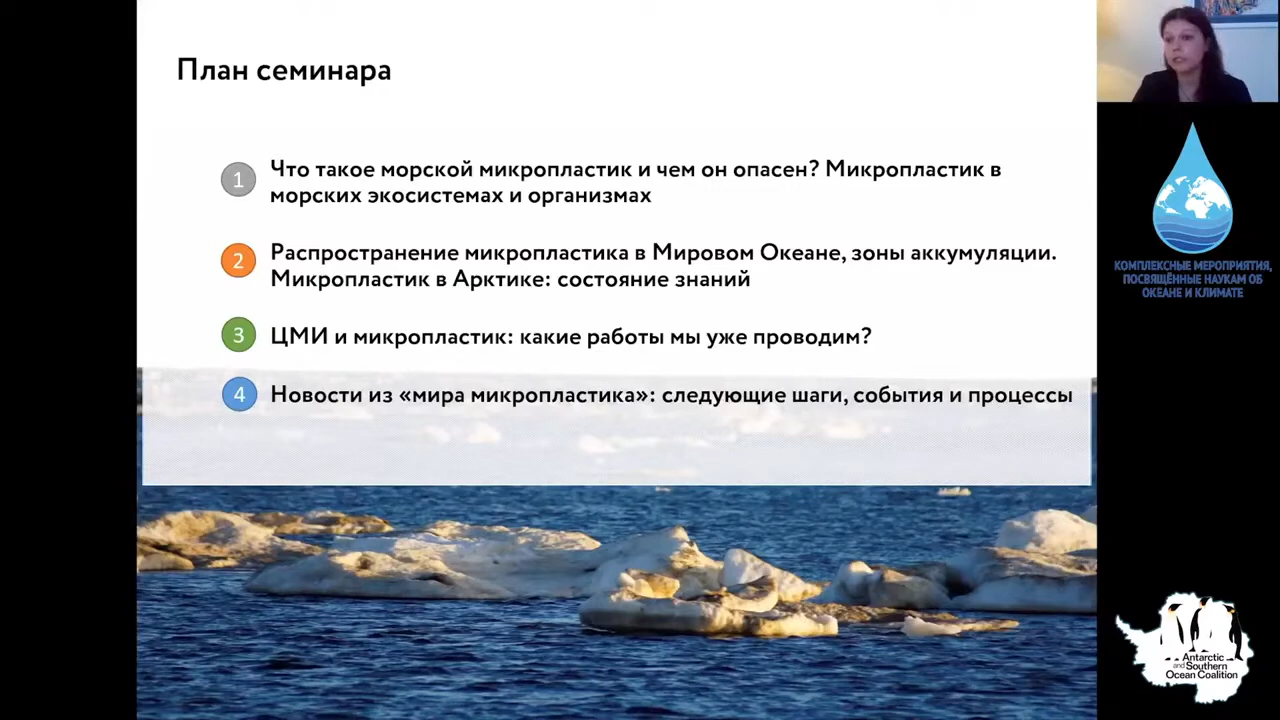 План семинара
1
Что такое морской микропластик и чем он опасен? Микропластик в
морских экосистемах и организмах
2
Распространение микропластика в Мировом Океане, зоны аккумуляции.
Микропластик в Арктике: состояние знаний
3
ЦМИ и микропластик: какие работы мы уже проводим?
4
Новости из «мира микропластика»: следующие шаги, события и процессы
КОМПЛЕКСНЫЕ МЕРОПРИЯТИЯ,
ПОСВЯЩЁННЫЕ НАУКАМ ОБ
ОКЕАНЕ И КЛИМАТЕ
Antarctic
and Southern
Ocean Coalition